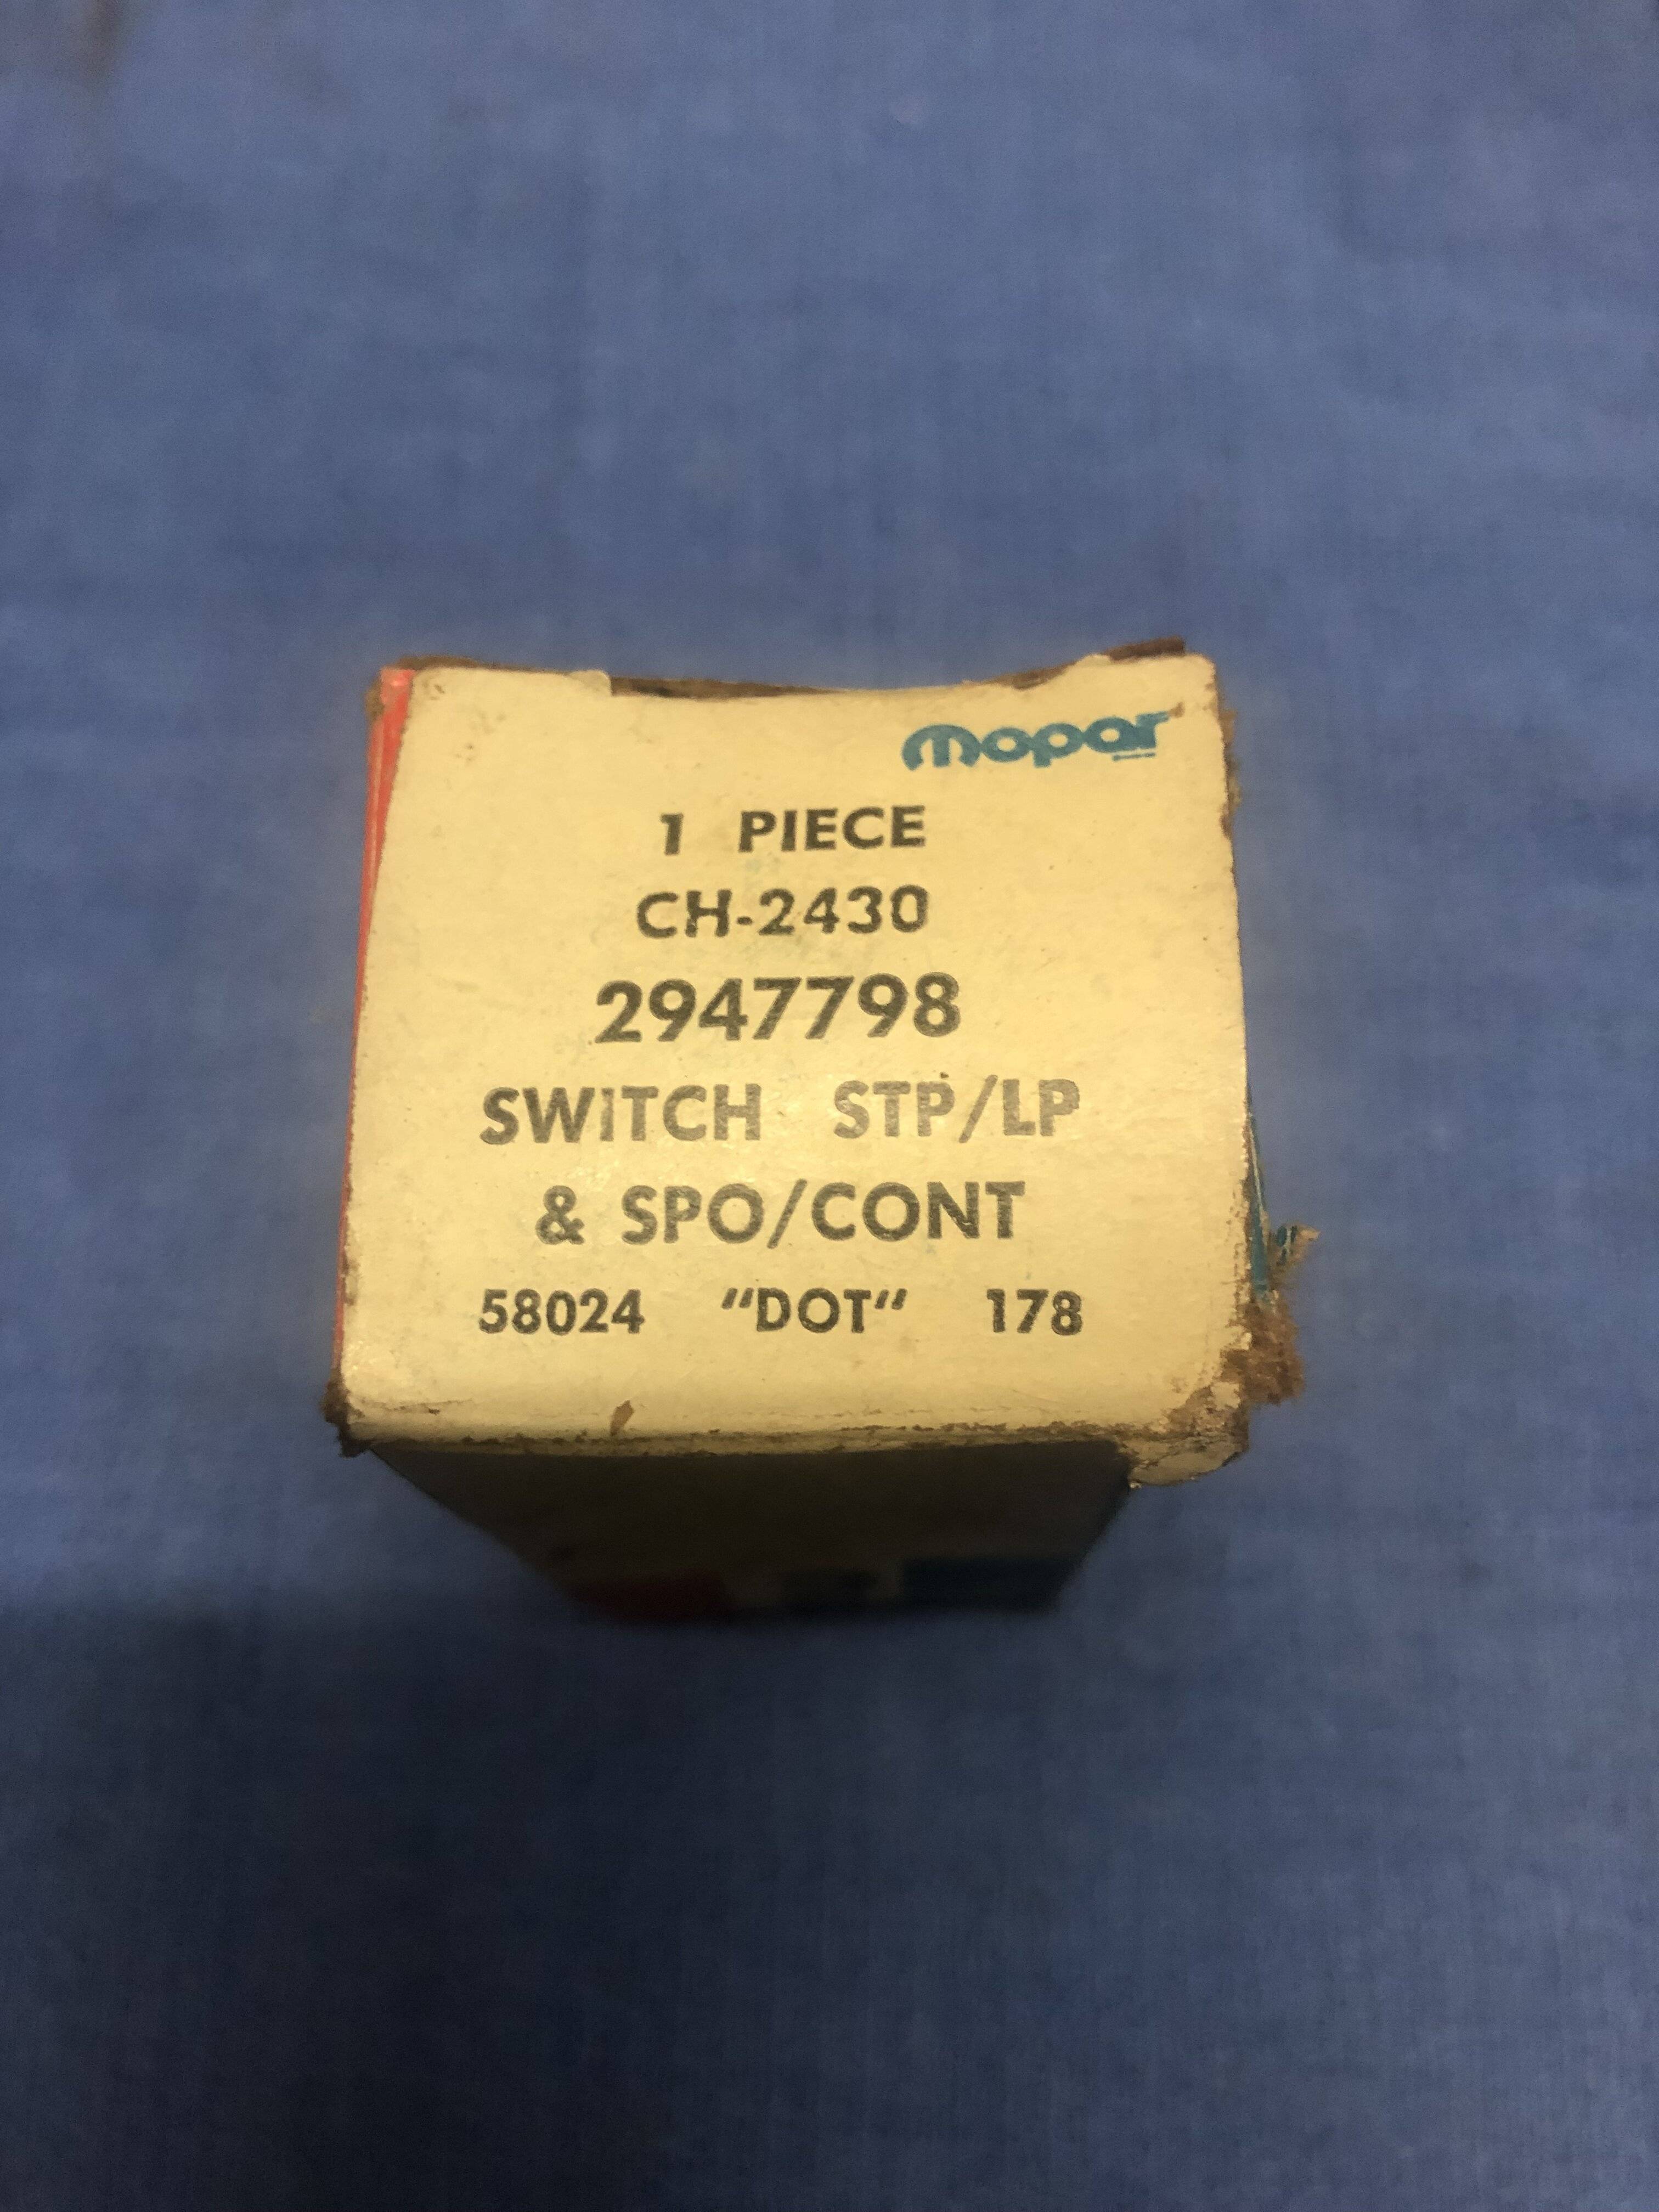 mopar
1 PIECE
CH-2430
2947798
SWITCH STP/LP
& SPO/CONT
58024 "DOT" 178